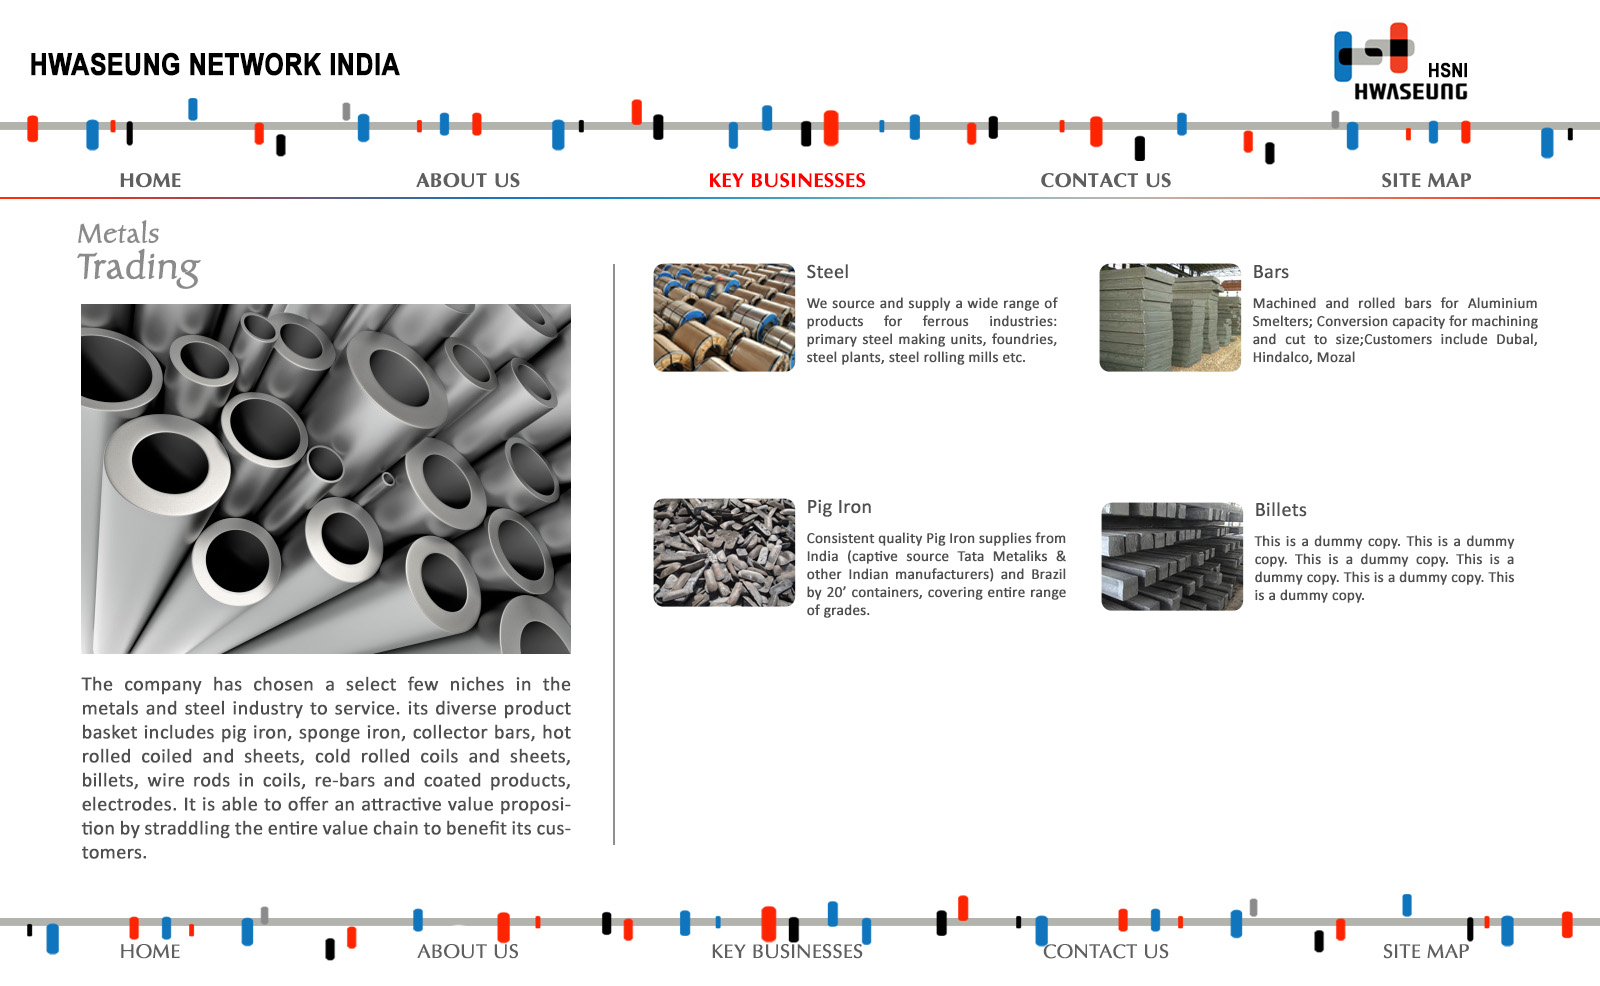 HWASEUNG NETWORK INDIA
HSNI
HWASEUNG
HOME
ABOUT US
KEY BUSINESSES
CONTACT US
SITE MAP
Metals
Trading
The company has chosen a select few niches in the
metals and steel industry to service. its diverse product
basket includes pig iron, sponge iron, collector bars, hot
rolled coiled and sheets, cold rolled coils and sheets,
billets, wire rods in coils, re-bars and coated products,
electrodes. It is able to offer an attractive value proposi-
tion by straddling the entire value chain to benefit its cus-
tomers.
Steel
We source and supply a wide range of
products for ferrous industries:
primary steel making units, foundries,
steel plants, steel rolling mills etc.
Bars
Machined and rolled bars for Aluminium
Smelters; Conversion capacity for machining
and cut to size;Customers include Dubal,
Hindalco, Mozal
Pig Iron
Consistent quality Pig Iron supplies from
India (captive source Tata Metaliks &
other Indian manufacturers) and Brazil
by 20’ containers, covering entire range
of grades.
Billets
This is a dummy copy. This is a dummy
copy. This is a dummy copy. This is a
dummy copy. This is a dummy copy. This
is a dummy copy.
HOME
ABOUT US
KEY BUSINESSES
CONTACT US
SITE MAP